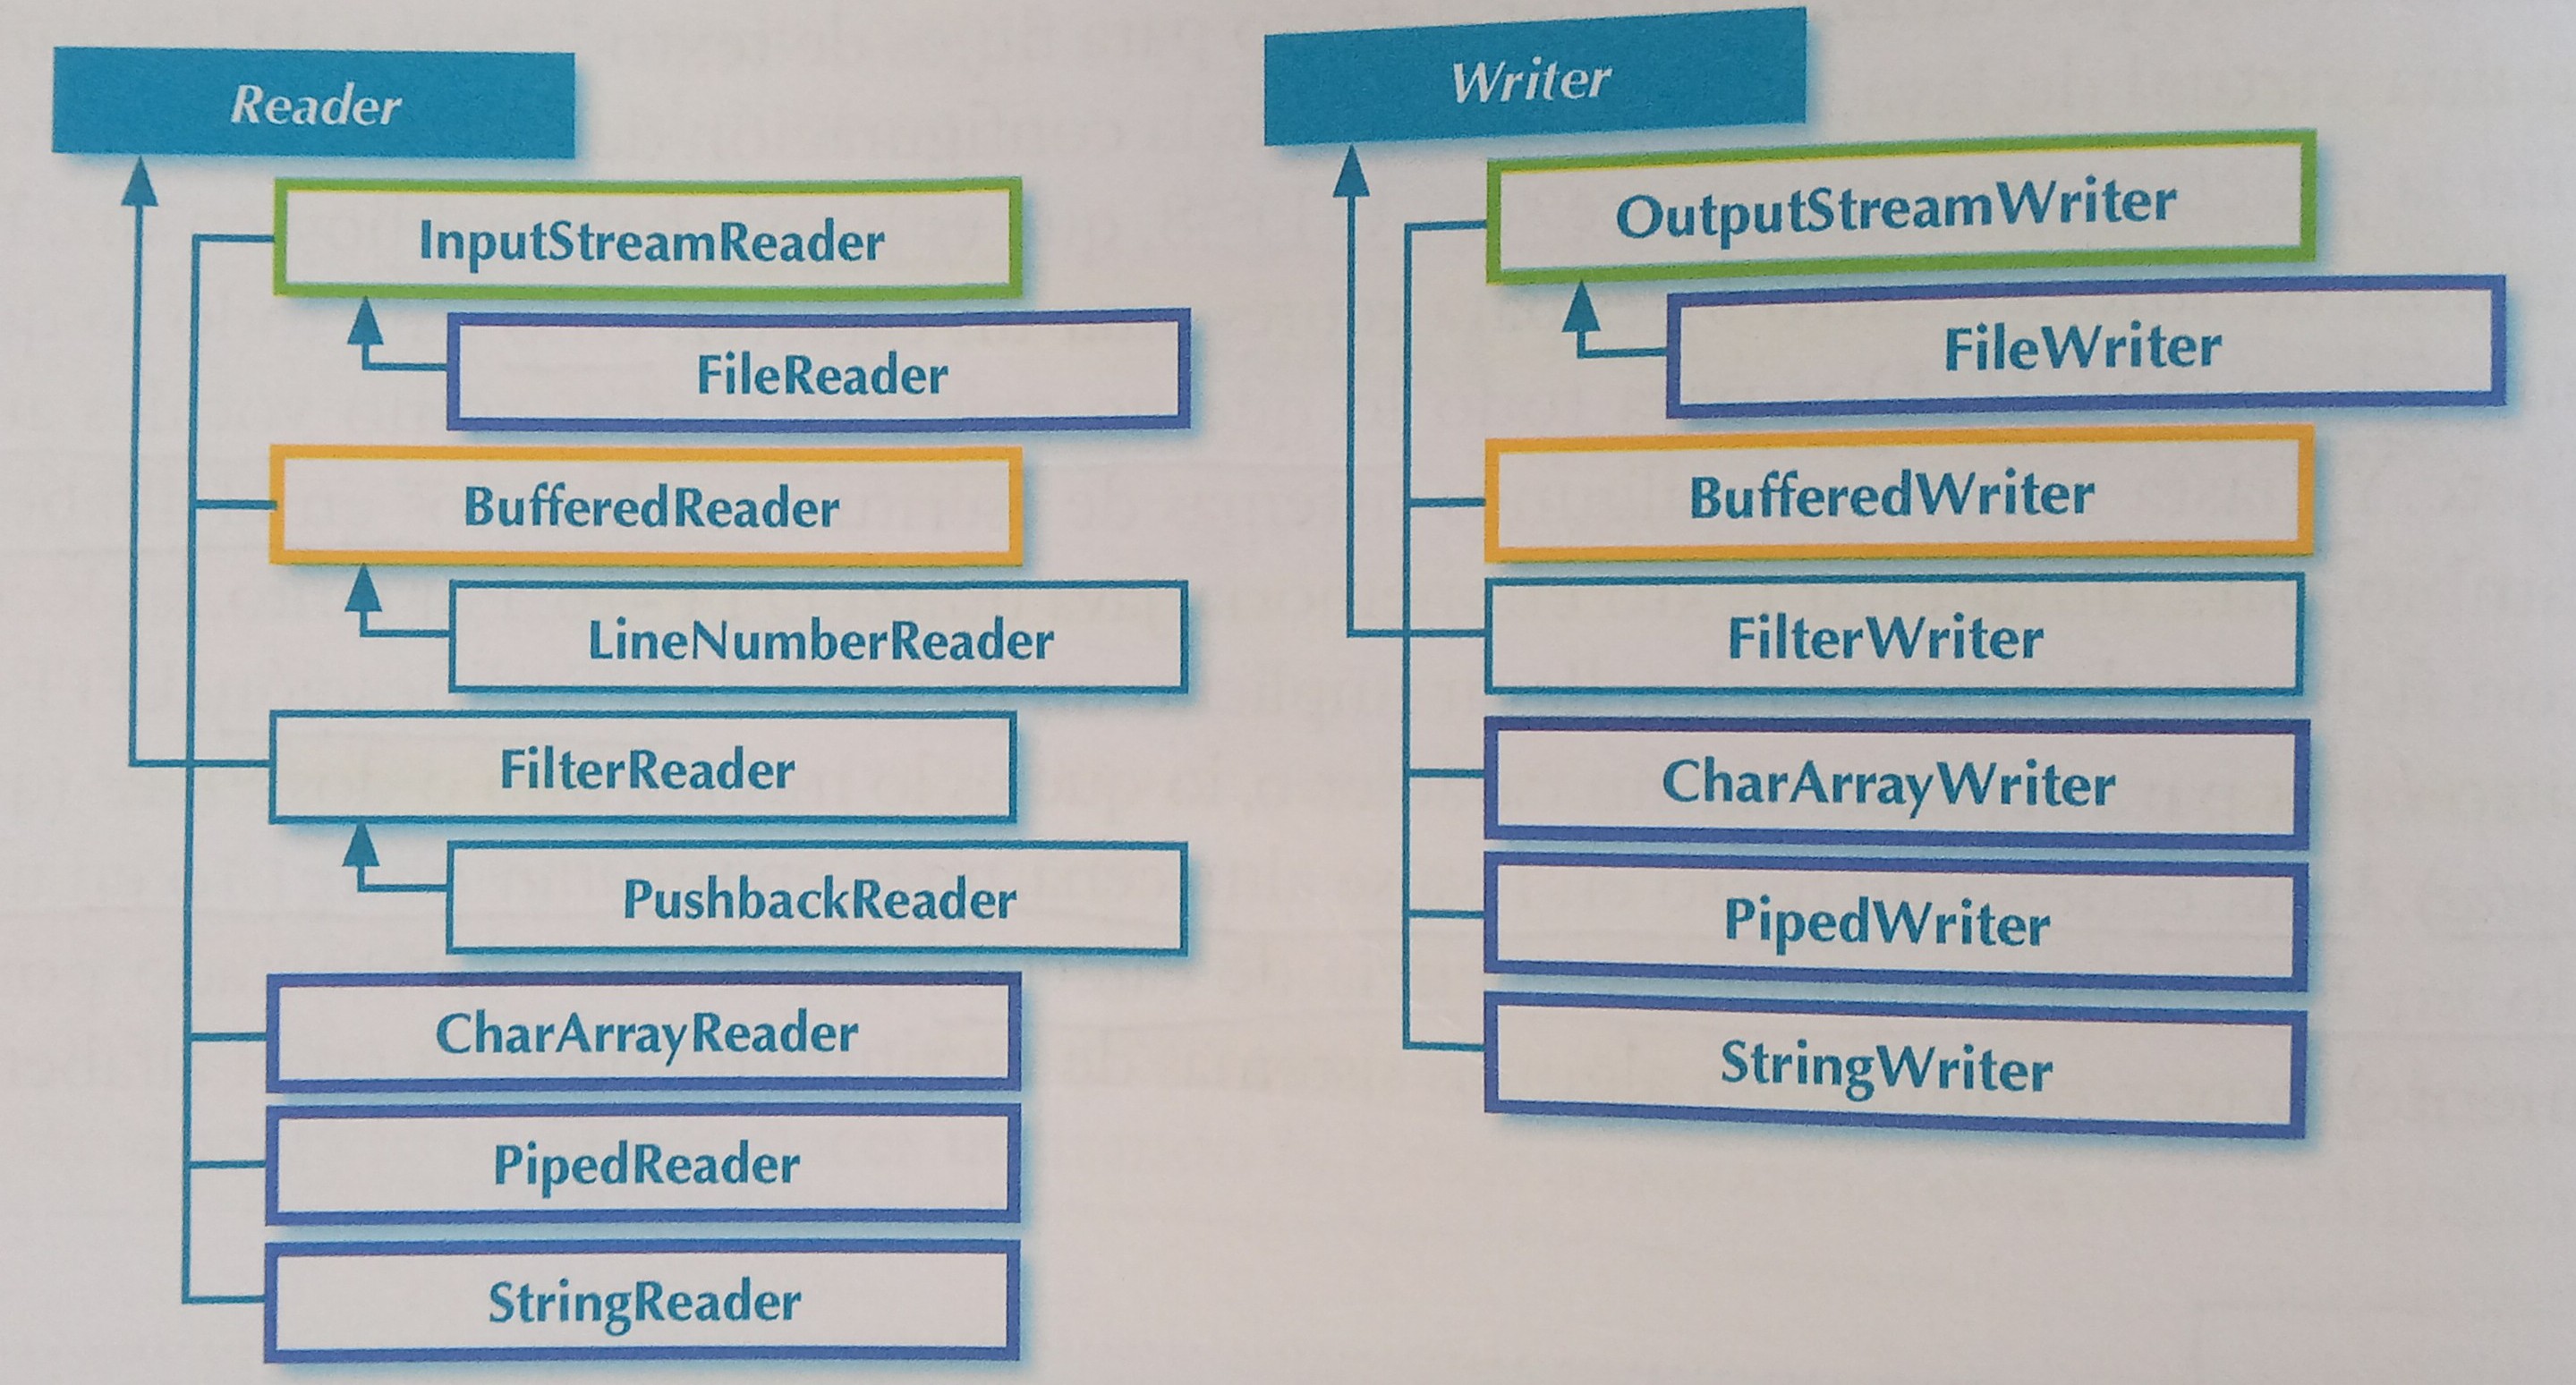 Reader
InputStreamReader
FileReader
BufferedReader
LineNumberReader
FilterReader
PushbackReader
CharArrayReader
PipedReader
StringReader
Writer
OutputStreamWriter
FileWriter
BufferedWriter
FilterWriter
CharArrayWriter
PipedWriter
StringWriter